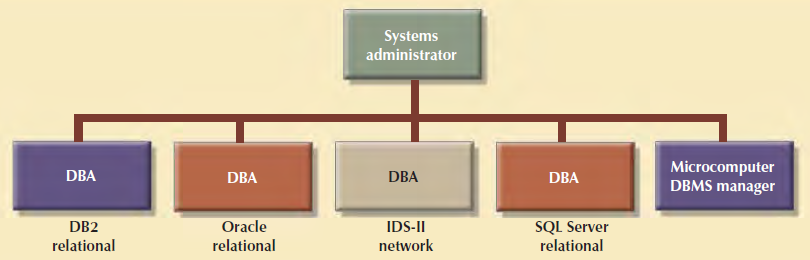 Systems
administrator
DBA
DBA
DBA
DBA
Microcomputer
DBMS manager
DB2
relational
Oracle
relational
IDS-II
network
SQL Server
relational